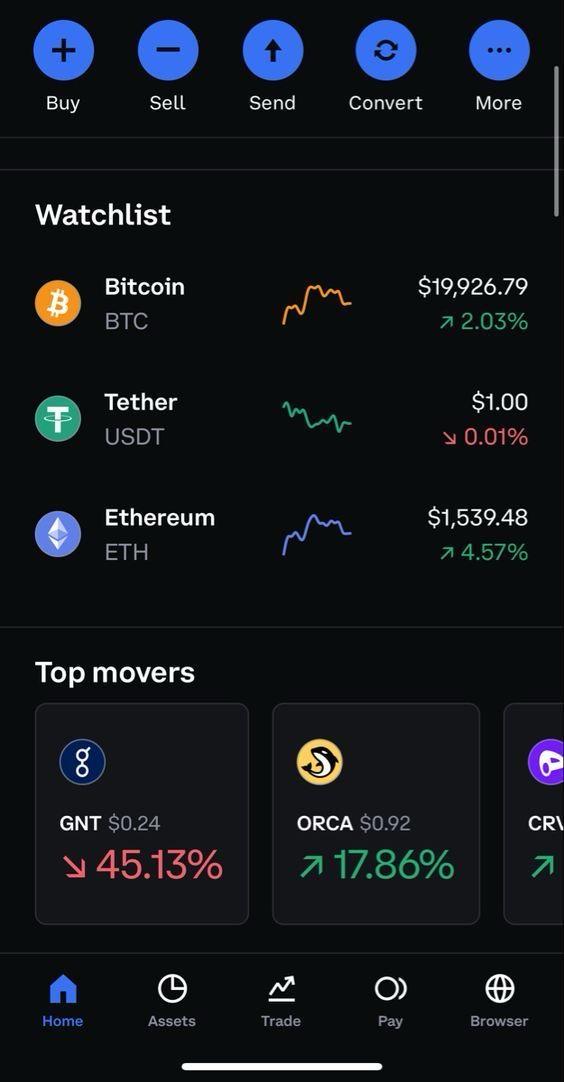 Buy Sell Send Convert More
Watchlist
Bitcoin $19,926.79
BTC 2.03%
Tether $1.00
USDT 0.01%
Ethereum $1,539.48
ETH 4.57%
Top movers
GNT $0.24 ORCA $0.92 CRV
45.13% 17.86%
Home Assets Trade Pay Browser